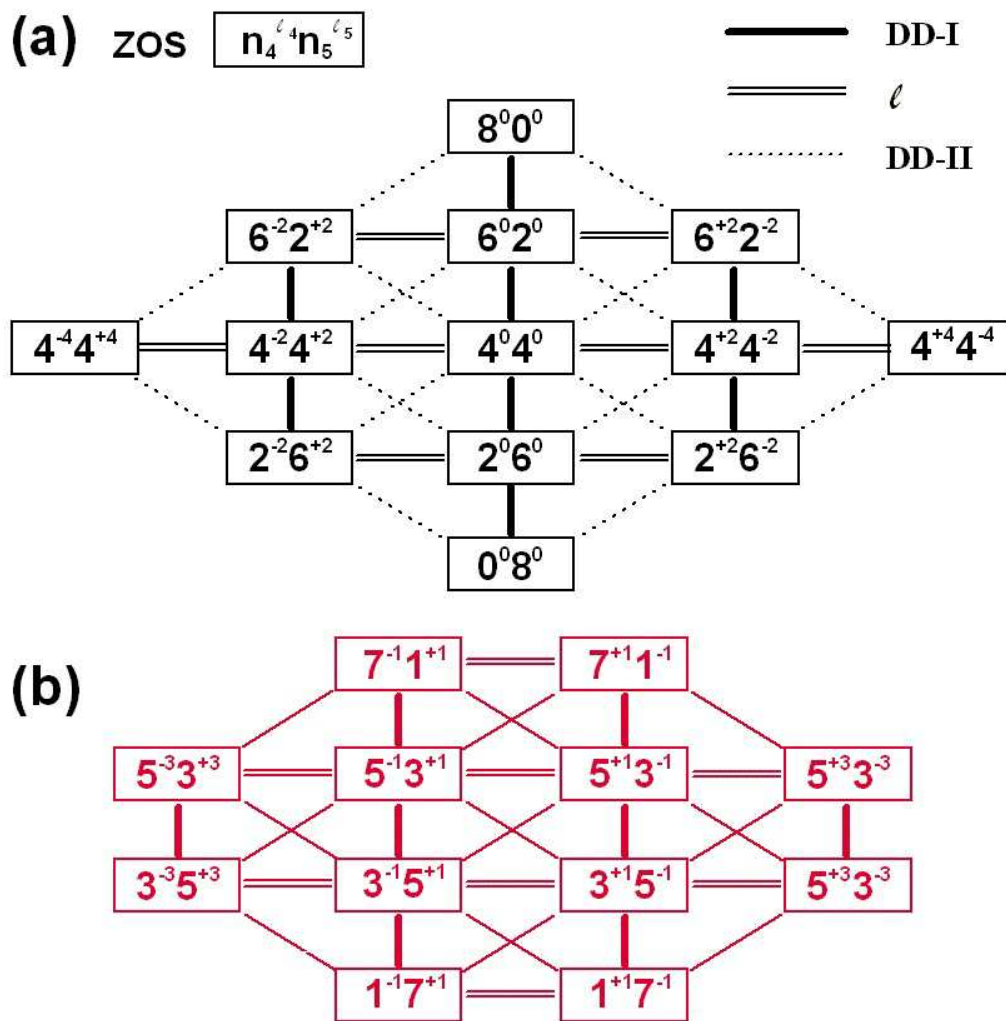 (a) zos n₄^ℓ₄n₅^ℓ₅ DD-I
ℓ
DD-II
8⁰0⁰
6⁻²2⁺² 6⁰2⁰ 6⁺²2⁻²
4⁻⁴4⁺⁴ 4⁻²4⁺² 4⁰4⁰ 4⁺²4⁻² 4⁺⁴4⁻⁴
2⁻²6⁺² 2⁰6⁰ 2⁺²6⁻²
0⁰8⁰
(b) 7⁻¹1⁺¹ 7⁺¹1⁻¹
5⁻³3⁺³ 5⁻¹3⁺¹ 5⁺¹3⁻¹ 5⁺³3⁻³
3⁻³5⁺³ 3⁻¹5⁺¹ 3⁺¹5⁻¹ 5⁺³3⁻³
1⁻¹7⁺¹ 1⁺¹7⁻¹